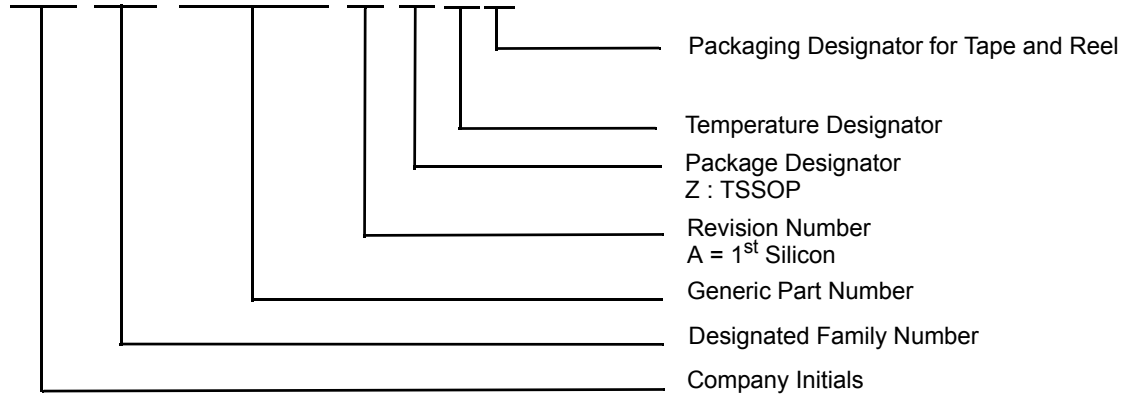 Packaging Designator for Tape and Reel
Temperature Designator
Package Designator
Z : TSSOP
Revision Number
A = 1st Silicon
Generic Part Number
Designated Family Number
Company Initials